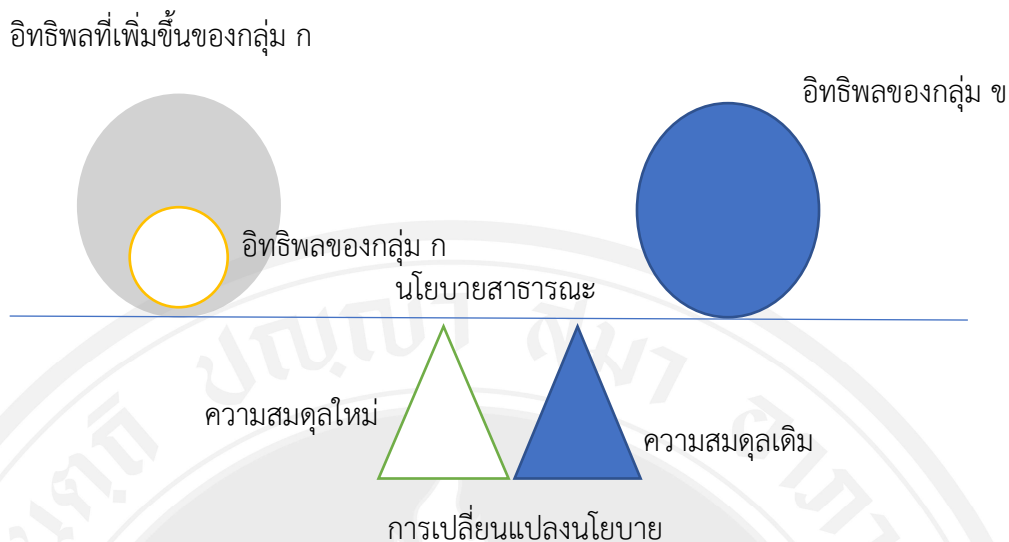 อิทธิพลที่เพิ่มขึ้นของกลุ่ม ก
อิทธิพลของกลุ่ม ข
อิทธิพลของกลุ่ม ก
นโยบายสาธารณะ
ความสมดุลใหม่
ความสมดุลเดิม
การเปลี่ยนแปลงนโยบาย